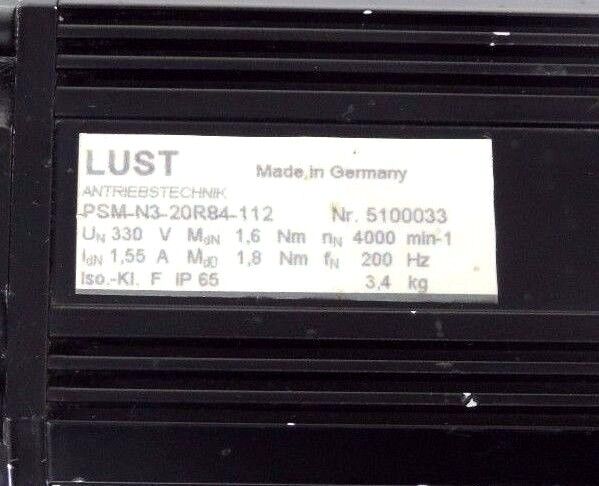 LUST Made in Germany
ANTRIEBSTECHNIK
PSM-N3-20R84-112 Nr. 5100033
UN 330 V MdN 1,6 Nm nN 4000 min-1
IdN 1,55 A Md0 1,8 Nm fN 200 Hz
Iso.-Kl. F IP 65 3,4 kg